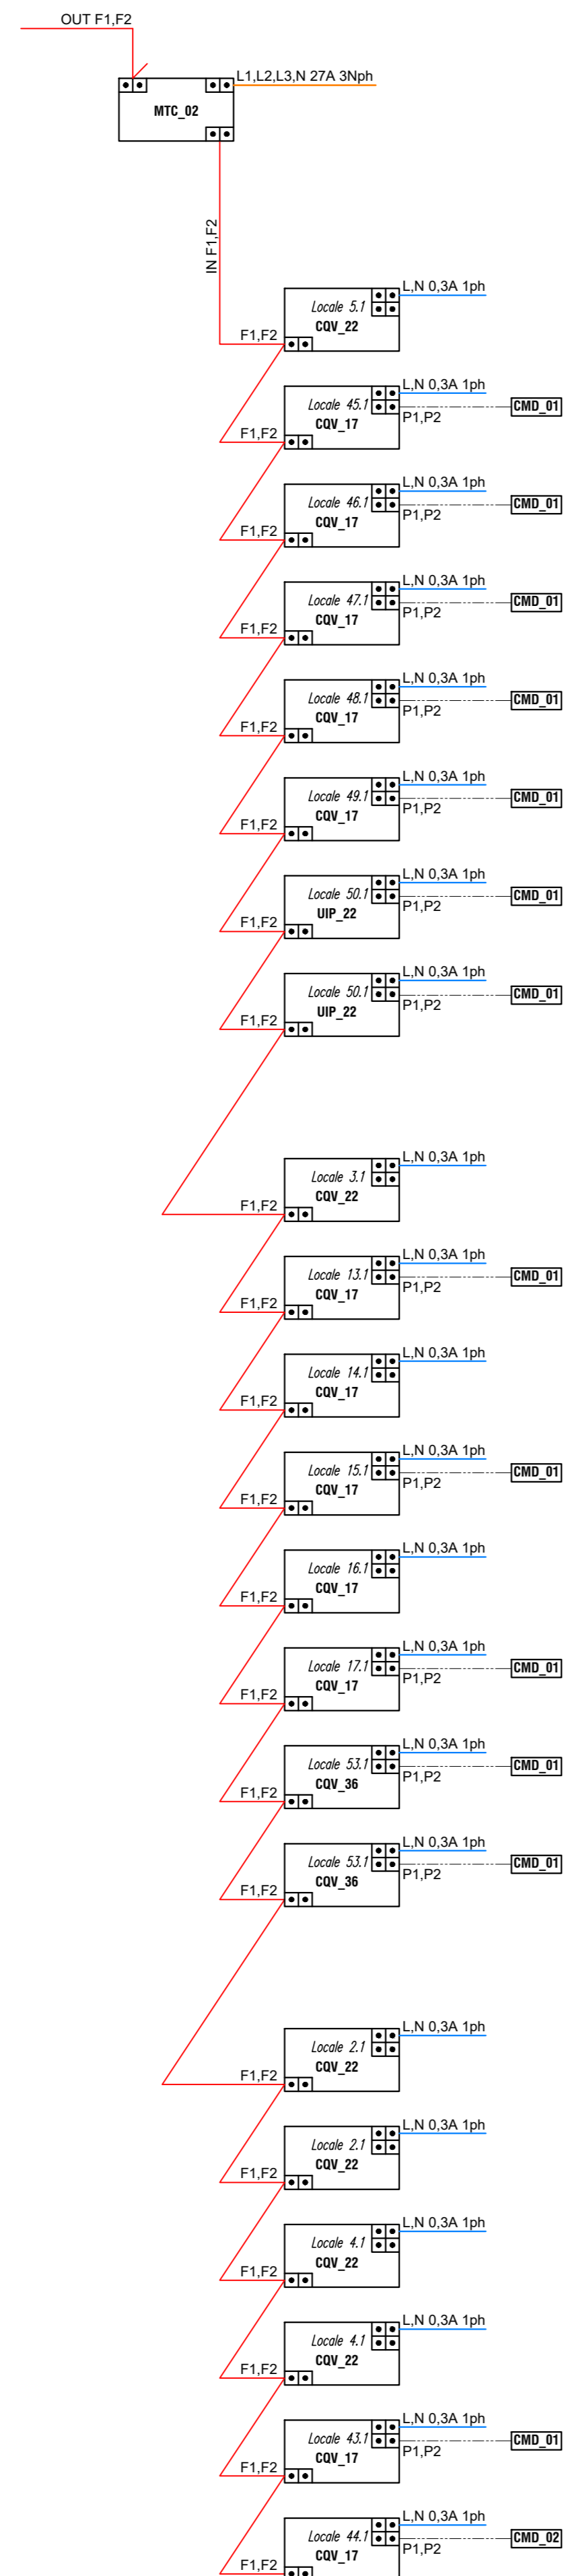 OUT F1,F2
L1,L2,L3,N 27A 3Nph
MTC_02
IN F1,F2
L,N 0,3A 1ph
Locale 5.1
CQV_22
F1,F2
L,N 0,3A 1ph
Locale 45.1
CMD_01
P1,P2
CQV_17
F1,F2
L,N 0,3A 1ph
Locale 46.1
CMD_01
P1,P2
CQV_17
F1,F2
L,N 0,3A 1ph
Locale 47.1
CMD_01
P1,P2
CQV_17
F1,F2
L,N 0,3A 1ph
Locale 48.1
CMD_01
P1,P2
CQV_17
F1,F2
L,N 0,3A 1ph
Locale 49.1
CMD_01
P1,P2
CQV_17
F1,F2
L,N 0,3A 1ph
Locale 50.1
CMD_01
P1,P2
UIP_22
F1,F2
L,N 0,3A 1ph
Locale 50.1
CMD_01
P1,P2
UIP_22
F1,F2
L,N 0,3A 1ph
Locale 3.1
CQV_22
F1,F2
L,N 0,3A 1ph
Locale 13.1
CMD_01
P1,P2
CQV_17
F1,F2
L,N 0,3A 1ph
Locale 14.1
CQV_17
F1,F2
L,N 0,3A 1ph
Locale 15.1
CMD_01
P1,P2
CQV_17
F1,F2
L,N 0,3A 1ph
Locale 16.1
CQV_17
F1,F2
L,N 0,3A 1ph
Locale 17.1
CMD_01
P1,P2
CQV_17
F1,F2
L,N 0,3A 1ph
Locale 53.1
CMD_01
P1,P2
CQV_36
F1,F2
L,N 0,3A 1ph
Locale 53.1
CMD_01
P1,P2
CQV_36
F1,F2
L,N 0,3A 1ph
Locale 2.1
CQV_22
F1,F2
L,N 0,3A 1ph
Locale 2.1
CQV_22
F1,F2
L,N 0,3A 1ph
Locale 4.1
CQV_22
F1,F2
L,N 0,3A 1ph
Locale 4.1
CQV_22
F1,F2
L,N 0,3A 1ph
Locale 43.1
CMD_01
P1,P2
CQV_17
F1,F2
L,N 0,3A 1ph
Locale 44.1
CMD_02
P1,P2
CQV_17
F1,F2